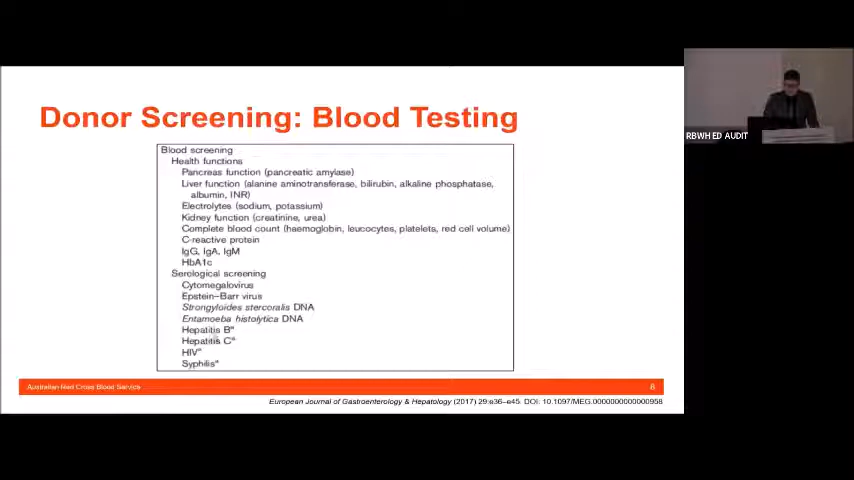 Donor Screening: Blood Testing
Blood screening
Health functions
Pancreas function (pancreatic amylase)
Liver function (alanine aminotransferase, bilirubin, alkaline phosphatase,
albumin, INR)
Electrolytes (sodium, potassium)
Kidney function (creatinine, urea)
Complete blood count (haemoglobin, leucocytes, platelets, red cell volume)
C-reactive protein
IgG, IgA, IgM
HbA1c
Serological screening
Cytomegalovirus
Epstein–Barr virus
Strongyloides stercoralis DNA
Entamoeba histolytica DNA
Hepatitis Bᵃ
Hepatitis Cᵃ
HIVᵃ
Syphilisᵃ
Australian Red Cross Blood Service
8
European Journal of Gastroenterology & Hepatology (2017) 29:e36–e45. DOI: 10.1097/MEG.0000000000000958
RBWH ED AUDIT